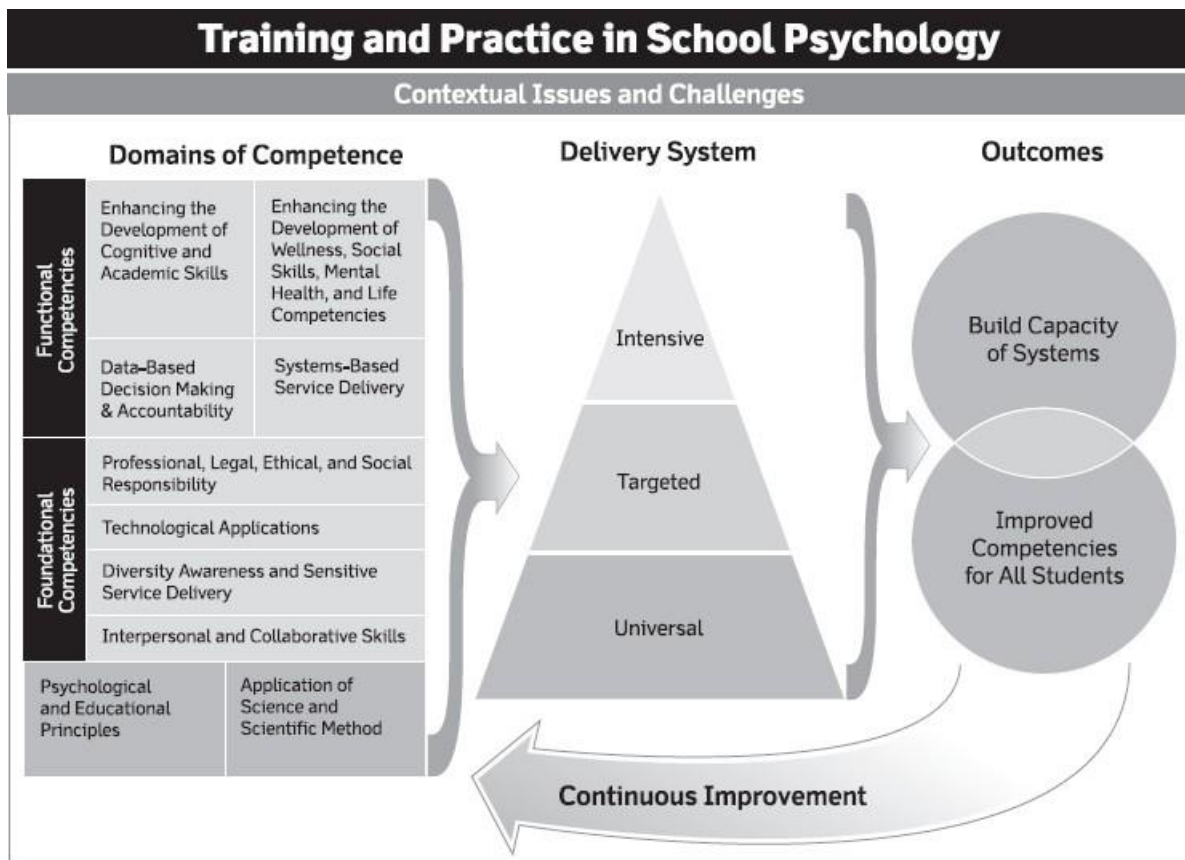 Training and Practice in School Psychology
Contextual Issues and Challenges
Domains of Competence
Functional
Competencies
Enhancing the
Development of
Cognitive and
Academic Skills
Enhancing the
Development of
Wellness, Social
Skills, Mental
Health, and Life
Competencies
Data-Based
Decision Making
& Accountability
Systems-Based
Service Delivery
Foundational
Competencies
Professional, Legal, Ethical, and Social
Responsibility
Technological Applications
Diversity Awareness and Sensitive
Service Delivery
Interpersonal and Collaborative Skills
Psychological
and Educational
Principles
Application of
Science and
Scientific Method
Delivery System
Intensive
Targeted
Universal
Outcomes
Build Capacity
of Systems
Improved
Competencies
for All Students
Continuous Improvement